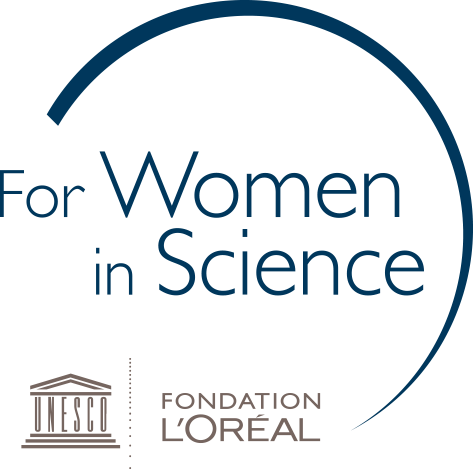 For Women
in Science
UNESCO
FONDATION
L'ORÉAL